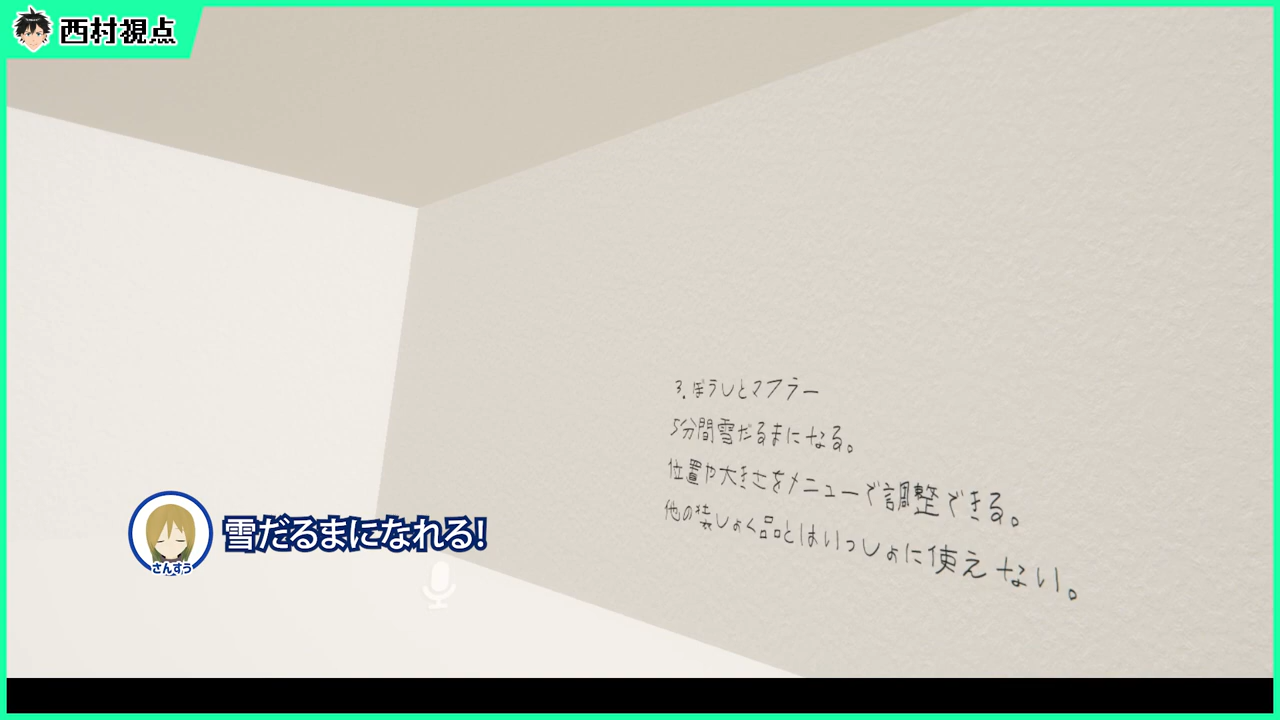 西村視点
3. ぼうしとマフラー
5分間雪だるまになる。
位置や大きさをメニューで調整できる。
他の装しょく品とはいっしょに使えない。
雪だるまになれる!
さんすう